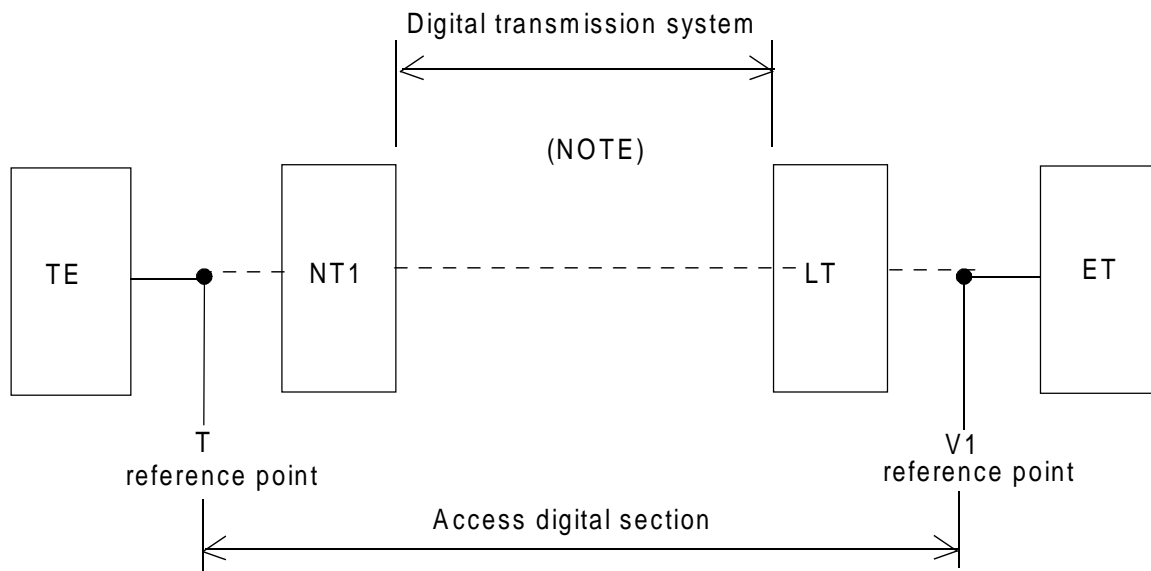 Digital transmission system
(NOTE)
TE
NT1
LT
ET
T
reference point
V1
reference point
Access digital section